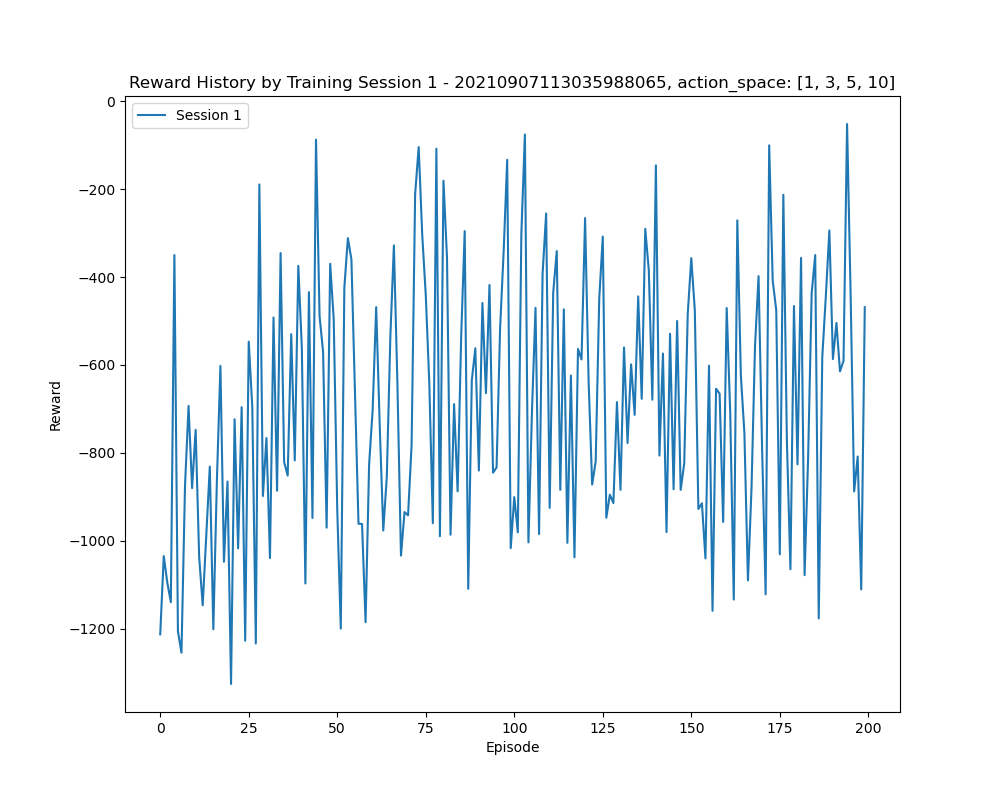 Reward History by Training Session 1 - 20210907113035988065, action_space: [1, 3, 5, 10]
Session 1
0
−200
−400
−600
−800
−1000
−1200
Reward
0 25 50 75 100 125 150 175 200
Episode